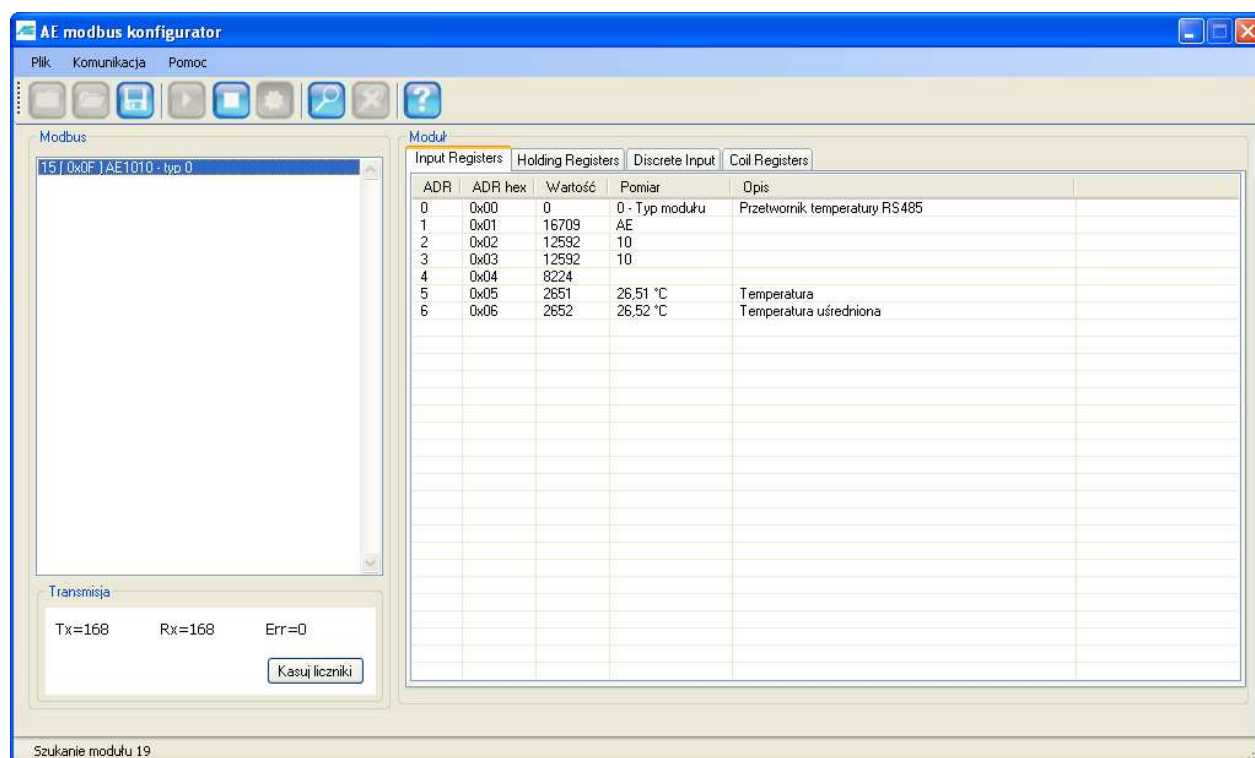 AE modbus konfigurator
Plik Komunikacja Pomoc
Modbus
15 [ 0x0F ] AE1010 - typ 0
Transmisja
Tx=168 Rx=168 Err=0
Kasuj liczniki
Moduł
Input Registers Holding Registers Discrete Input Coil Registers
ADR ADR hex Wartość Pomiar Opis
0 0x00 0 0 - Typ modułu Przetwornik temperatury RS485
1 0x01 16709 AE
2 0x02 12592 10
3 0x03 12592 10
4 0x04 8224
5 0x05 2651 26,51 °C Temperatura
6 0x06 2652 26,52 °C Temperatura uśredniona
Szukanie modułu 19